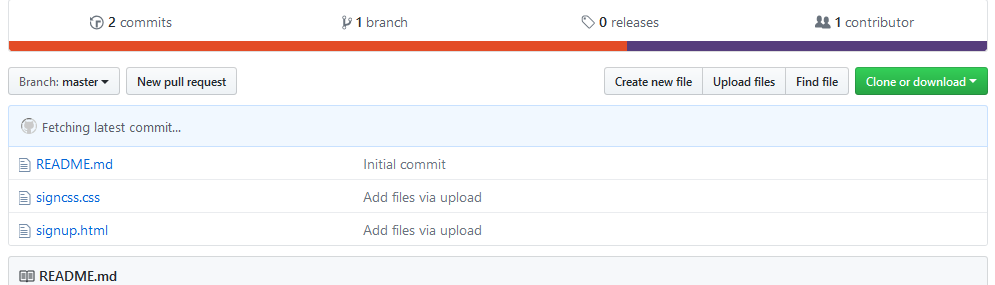 2 commits 1 branch 0 releases 1 contributor
Branch: master New pull request Create new file Upload files Find file Clone or download
Fetching latest commit...
README.md Initial commit
signcss.css Add files via upload
signup.html Add files via upload
README.md